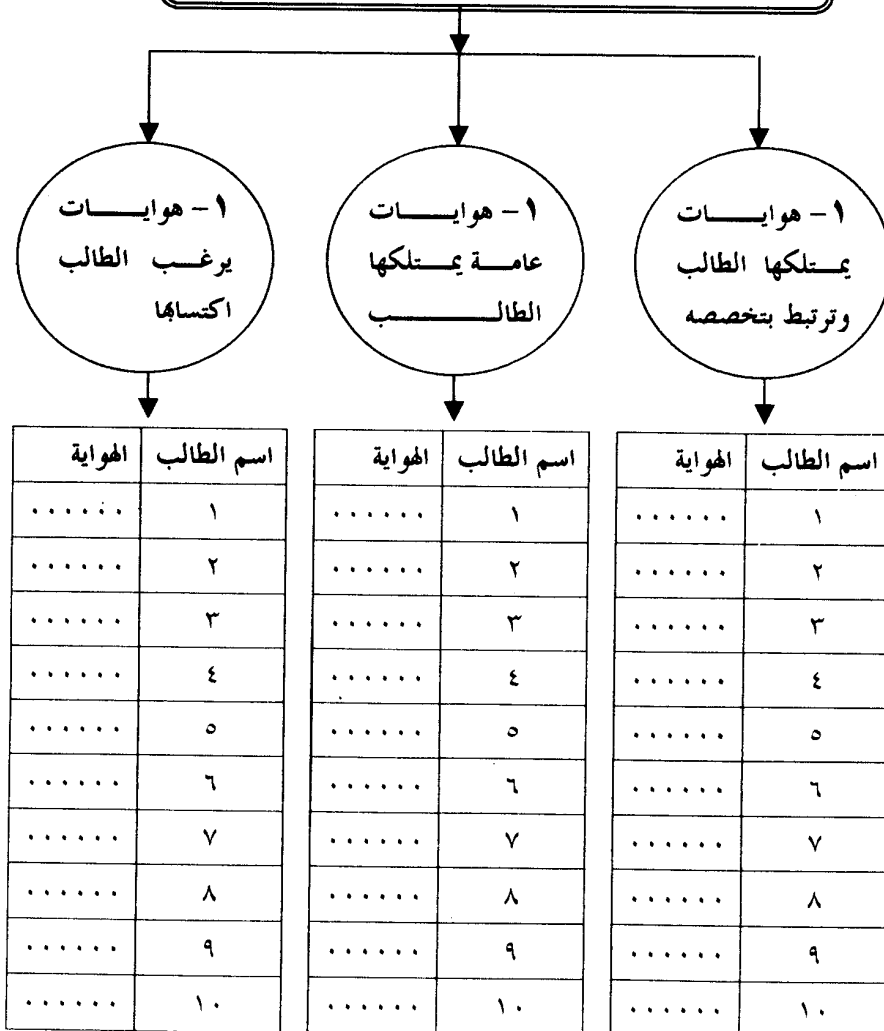 ١- هوايات
يمتلكها الطالب
وترتبط بتخصصه
١- هوايات
عامة يمتلكها
الطالب
١- هوايات
يرغب الطالب
اكتسابها
اسم الطالب الهواية
١ ......
٢ ......
٣ ......
٤ ......
٥ ......
٦ ......
٧ ......
٨ ......
٩ ......
١٠ ......
اسم الطالب الهواية
١ ......
٢ ......
٣ ......
٤ ......
٥ ......
٦ ......
٧ ......
٨ ......
٩ ......
١٠ ......
اسم الطالب الهواية
١ ......
٢ ......
٣ ......
٤ ......
٥ ......
٦ ......
٧ ......
٨ ......
٩ ......
١٠ ......